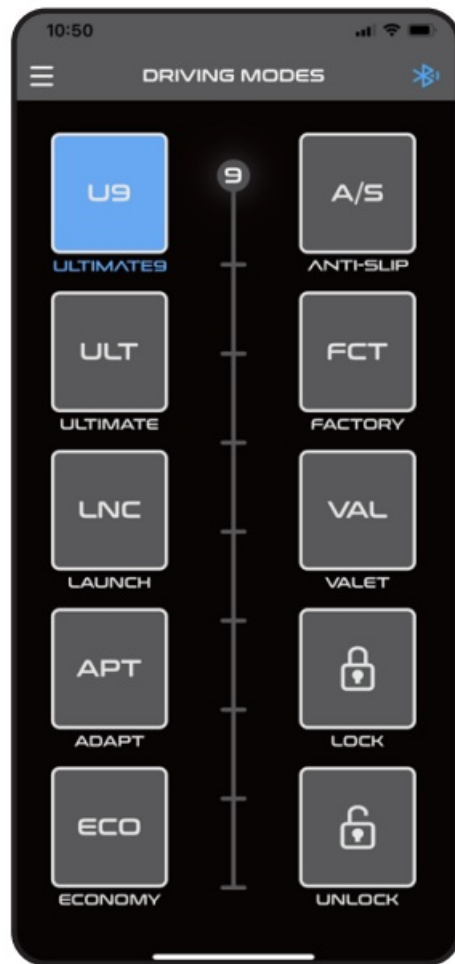 10:50
DRIVING MODES
U9
ULTIMATE9
9
A/S
ANTI-SLIP
ULT
ULTIMATE
FCT
FACTORY
LNC
LAUNCH
VAL
VALET
APT
ADAPT
LOCK
ECO
ECONOMY
UNLOCK